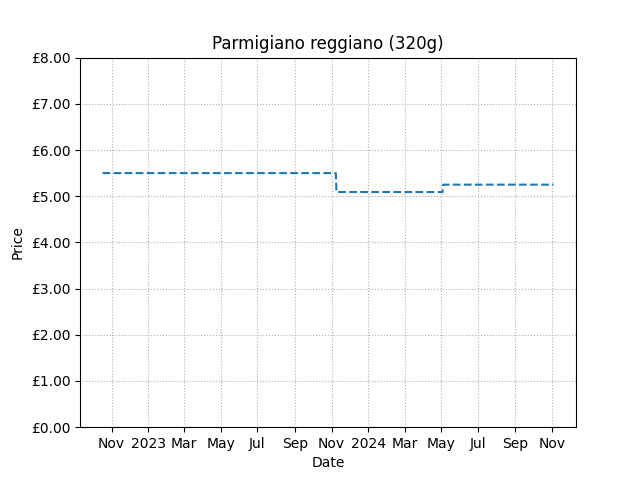 Parmigiano reggiano (320g)
£8.00
£7.00
£6.00
£5.00
£4.00
£3.00
£2.00
£1.00
£0.00
Price
Nov 2023 Mar May Jul Sep Nov 2024 Mar May Jul Sep Nov
Date